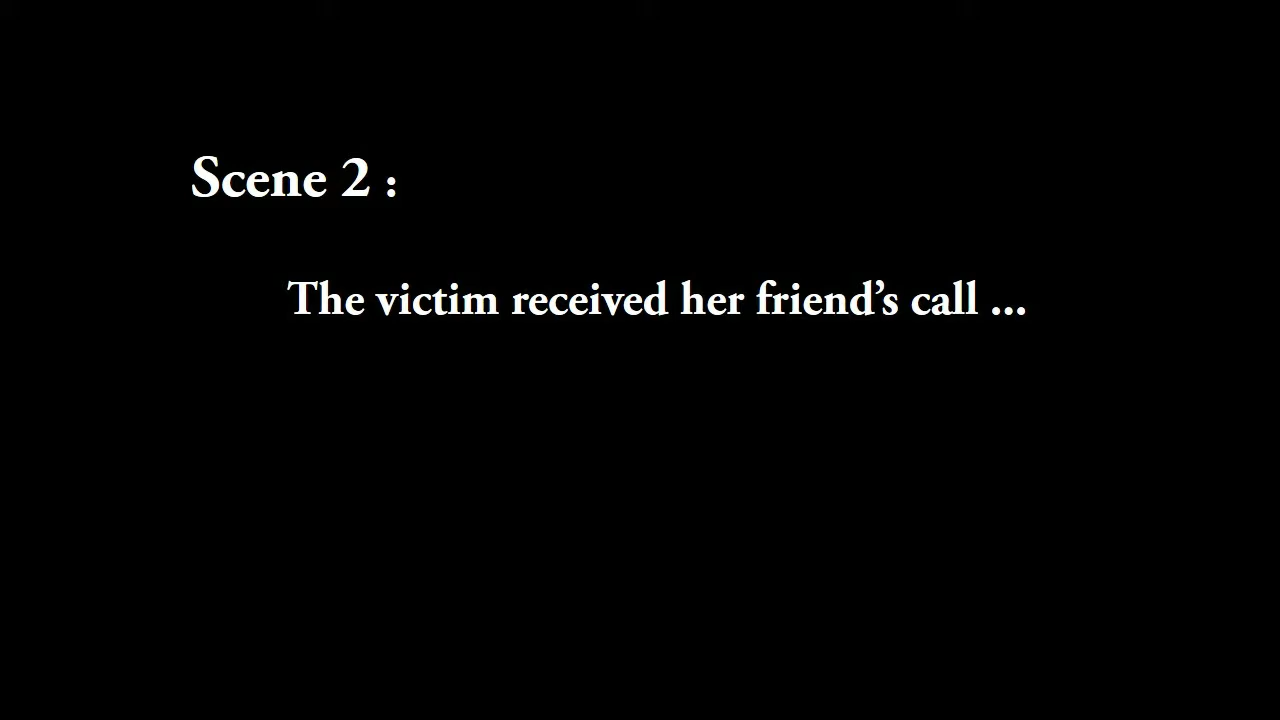 Scene 2 :
The victim received her friend’s call ...